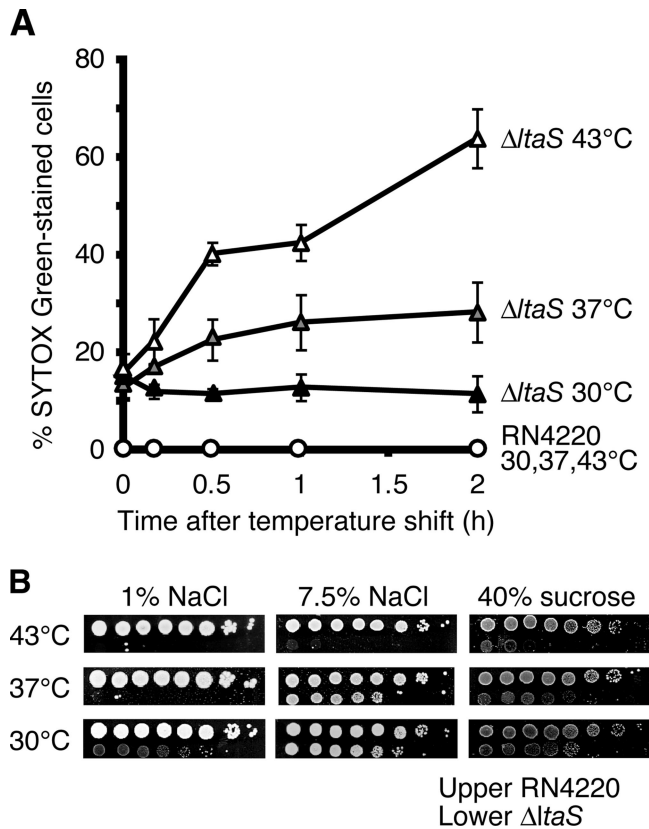 A
% SYTOX Green-stained cells
80
60
40
20
0
0 0.5 1 1.5 2
Time after temperature shift (h)
ΔltaS 43°C
ΔltaS 37°C
ΔltaS 30°C
RN4220
30,37,43°C
B
1% NaCl 7.5% NaCl 40% sucrose
43°C
37°C
30°C
Upper RN4220
Lower ΔltaS